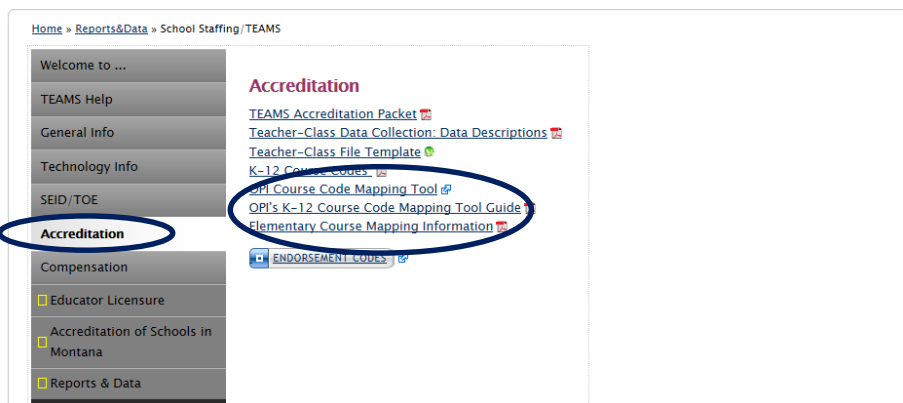 Home » Reports&Data » School Staffing/TEAMS
Welcome to ...
TEAMS Help
General Info
Technology Info
SEID/TOE
Accreditation
Compensation
Educator Licensure
Accreditation of Schools in
Montana
Reports & Data
Accreditation
TEAMS Accreditation Packet
Teacher-Class Data Collection: Data Descriptions
Teacher-Class File Template
K-12 Course Codes
OPI Course Code Mapping Tool
OPI's K-12 Course Code Mapping Tool Guide
Elementary Course Mapping Information
ENDORSEMENT CODES